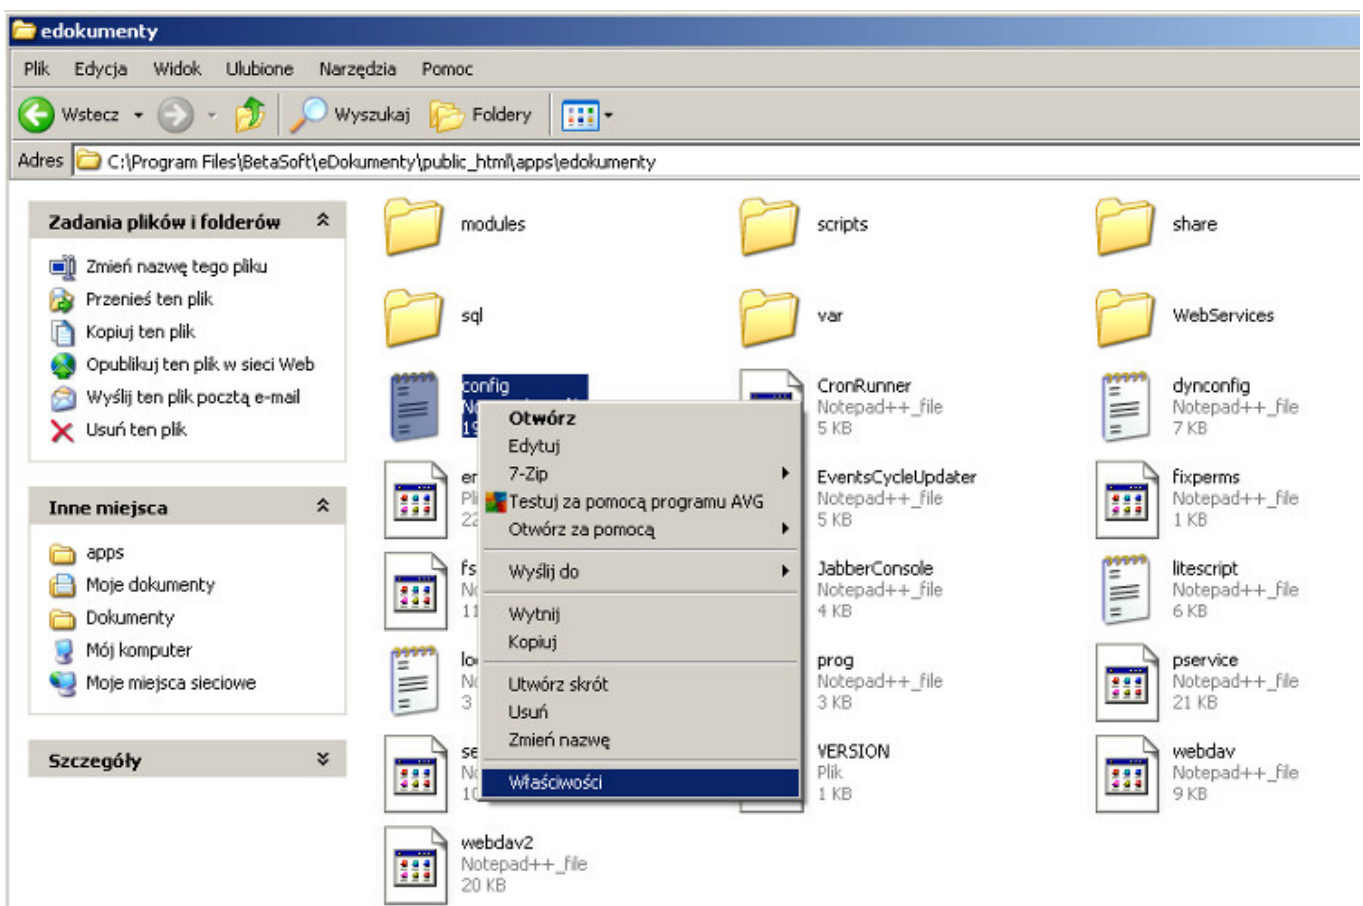 edokumenty
Plik Edycja Widok Ulubione Narzędzia Pomoc
Wstecz Wyszukaj Foldery
Adres C:\Program Files\BetaSoft\eDokumenty\public_html\apps\edokumenty
Zadania plików i folderów
Zmień nazwę tego pliku
Przenieś ten plik
Kopiuj ten plik
Opublikuj ten plik w sieci Web
Wyślij ten plik pocztą e-mail
Usuń ten plik
Inne miejsca
apps
Moje dokumenty
Dokumenty
Mój komputer
Moje miejsca sieciowe
Szczegóły
modules
scripts
share
sql
var
WebServices
config
CronRunner
Notepad++_file
5 KB
dynconfig
Notepad++_file
7 KB
EventsCycleUpdater
Notepad++_file
5 KB
fixperms
Notepad++_file
1 KB
JabberConsole
Notepad++_file
4 KB
litescript
Notepad++_file
6 KB
prog
Notepad++_file
3 KB
pservice
Notepad++_file
21 KB
VERSION
Plik
1 KB
webdav
Notepad++_file
9 KB
webdav2
Notepad++_file
20 KB
Otwórz
Edytuj
7-Zip
Testuj za pomocą programu AVG
Otwórz za pomocą
Wyślij do
Wytnij
Kopiuj
Utwórz skrót
Usuń
Zmień nazwę
Właściwości